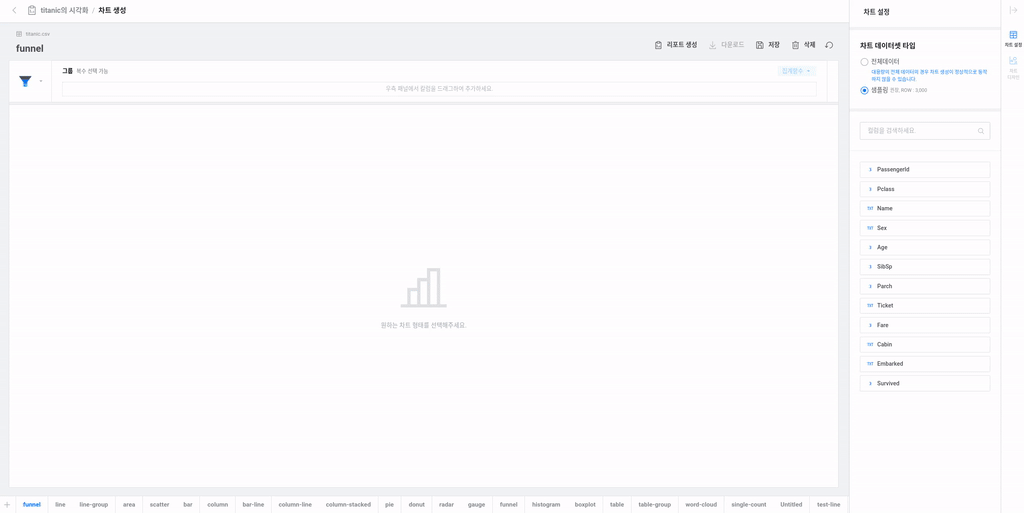 titanic의 시각화 / 차트 생성
titanic.csv
funnel
리포트 생성
다운로드
저장
삭제
그룹 복수 선택 가능
집계함수
우측 패널에서 칼럼을 드래그하여 추가하세요.
원하는 차트 형태를 선택해주세요.
차트 설정
차트 데이터셋 타입
전체데이터
대용량의 전체 데이터의 경우 차트 생성이 정상적으로 동작
하지 않을 수 있습니다.
샘플링 권장, ROW : 5,000
컬럼을 검색하세요.
PassengerId
Pclass
TXT Name
TXT Sex
Age
SibSp
Parch
TXT Ticket
Fare
TXT Cabin
TXT Embarked
Survived
차트 설정
차트
디자인
+ funnel line line-group area scatter bar column bar-line column-line column-stacked pie donut radar gauge funnel histogram boxplot table table-group word-cloud single-count Untitled test-line